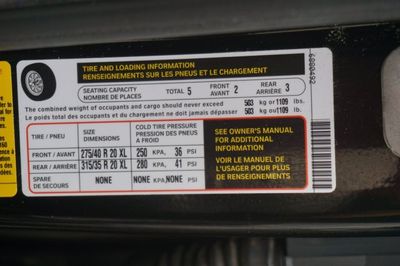 TIRE AND LOADING INFORMATION
RENSEIGNEMENTS SUR LES PNEUS ET LE CHARGEMENT
SEATING CAPACITY TOTAL 5 FRONT 2 REAR 3
NOMBRE DE PLACES AVANT ARRIÈRE
The combined weight of occupants and cargo should never exceed 503 kg or 1109 lbs.
Le poids total des occupants et du chargement ne doit jamais dépasser 503 kg ou 1109 lb.
TIRE / PNEU SIZE DIMENSIONS COLD TIRE PRESSURE PRESSION DES PNEUS A FROID
FRONT / AVANT 275/40 R 20 XL 250 KPA, 36 PSI
REAR / ARRIÈRE 315/35 R 20 XL 280 KPA, 41 PSI
SPARE DE SECOURS NONE NONE KPA, NONE PSI
SEE OWNER'S MANUAL
FOR ADDITIONAL
INFORMATION
VOIR LE MANUEL DE
L'USAGER POUR PLUS
DE RENSEIGNEMENTS
6880492